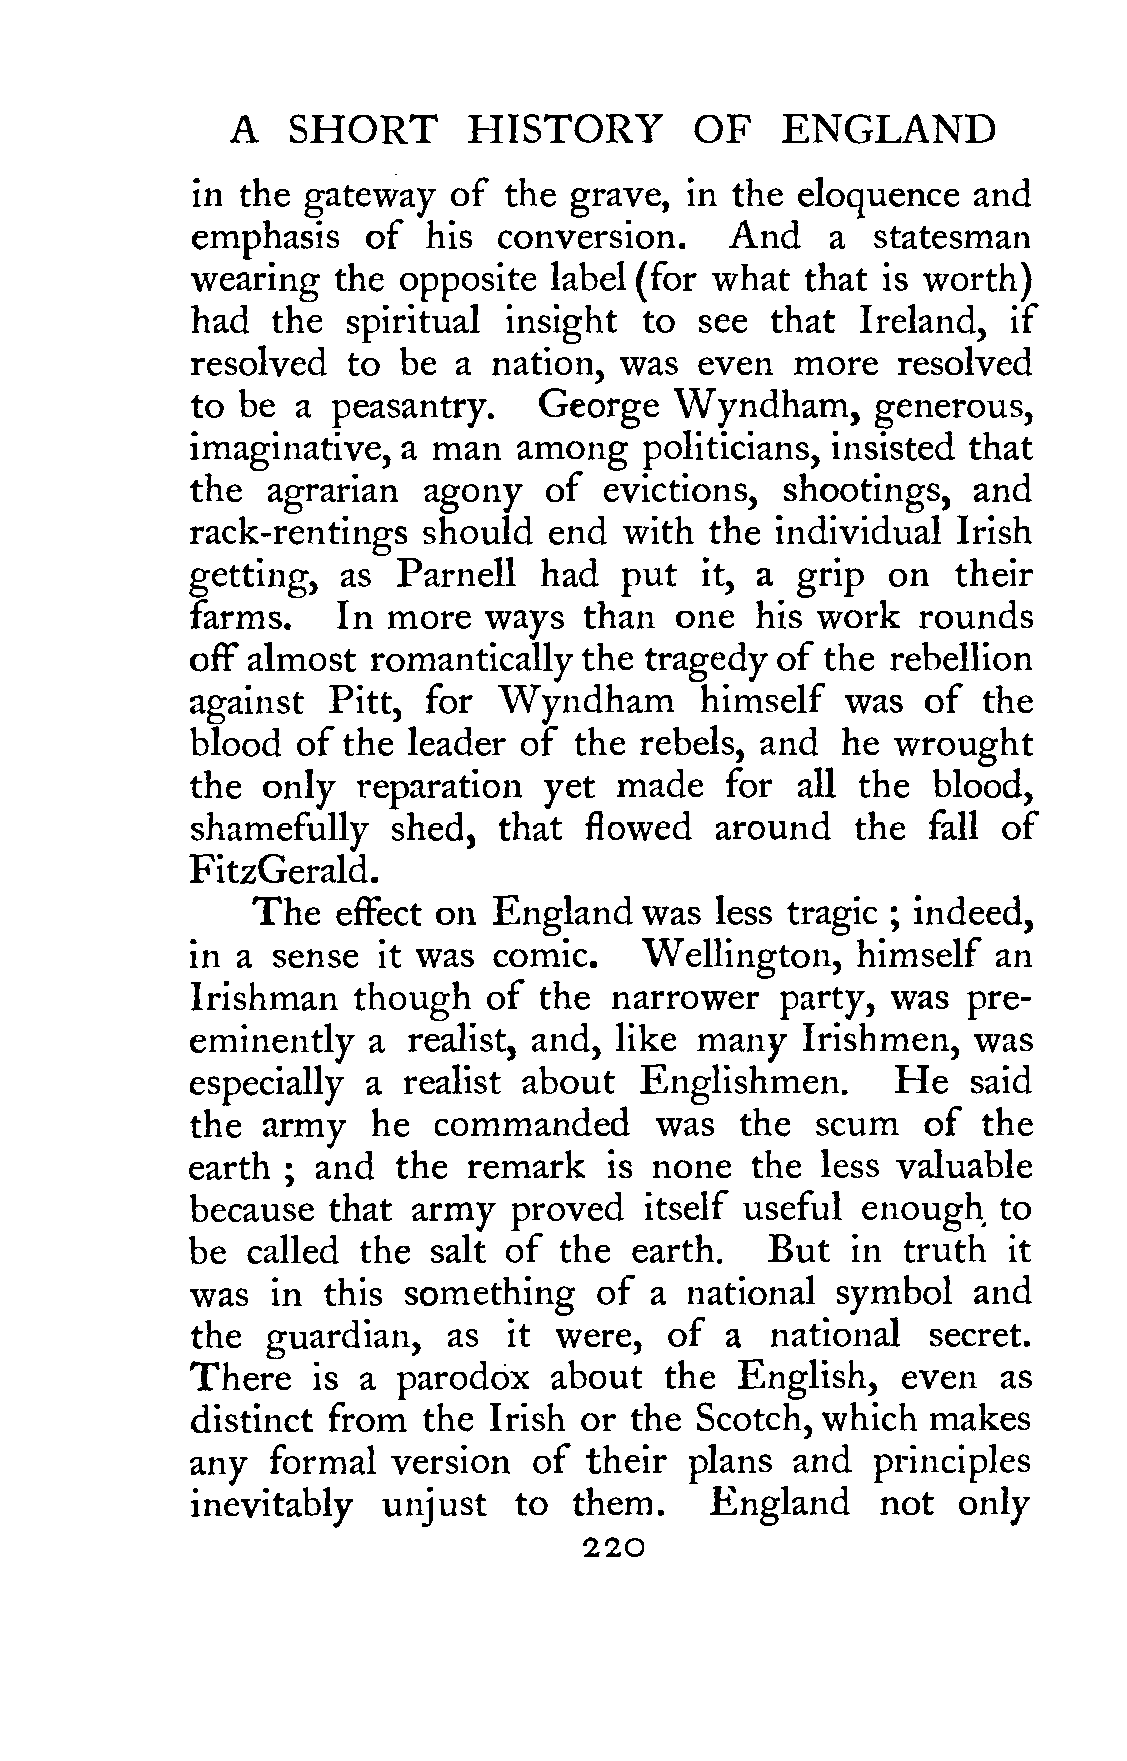 A SHORT HISTORY OF ENGLAND
in the gateway of the grave, in the eloquence and
emphasis of his conversion. And a statesman
wearing the opposite label (for what that is worth)
had the spiritual insight to see that Ireland, if
resolved to be a nation, was even more resolved
to be a peasantry. George Wyndham, generous,
imaginative, a man among politicians, insisted that
the agrarian agony of evictions, shootings, and
rack-rentings should end with the individual Irish
getting, as Parnell had put it, a grip on their
farms. In more ways than one his work rounds
off almost romantically the tragedy of the rebellion
against Pitt, for Wyndham himself was of the
blood of the leader of the rebels, and he wrought
the only reparation yet made for all the blood,
shamefully shed, that flowed around the fall of
FitzGerald.
The effect on England was less tragic ; indeed,
in a sense it was comic. Wellington, himself an
Irishman though of the narrower party, was pre-
eminently a realist, and, like many Irishmen, was
especially a realist about Englishmen. He said
the army he commanded was the scum of the
earth ; and the remark is none the less valuable
because that army proved itself useful enough to
be called the salt of the earth. But in truth it
was in this something of a national symbol and
the guardian, as it were, of a national secret.
There is a parodox about the English, even as
distinct from the Irish or the Scotch, which makes
any formal version of their plans and principles
inevitably unjust to them. England not only
220